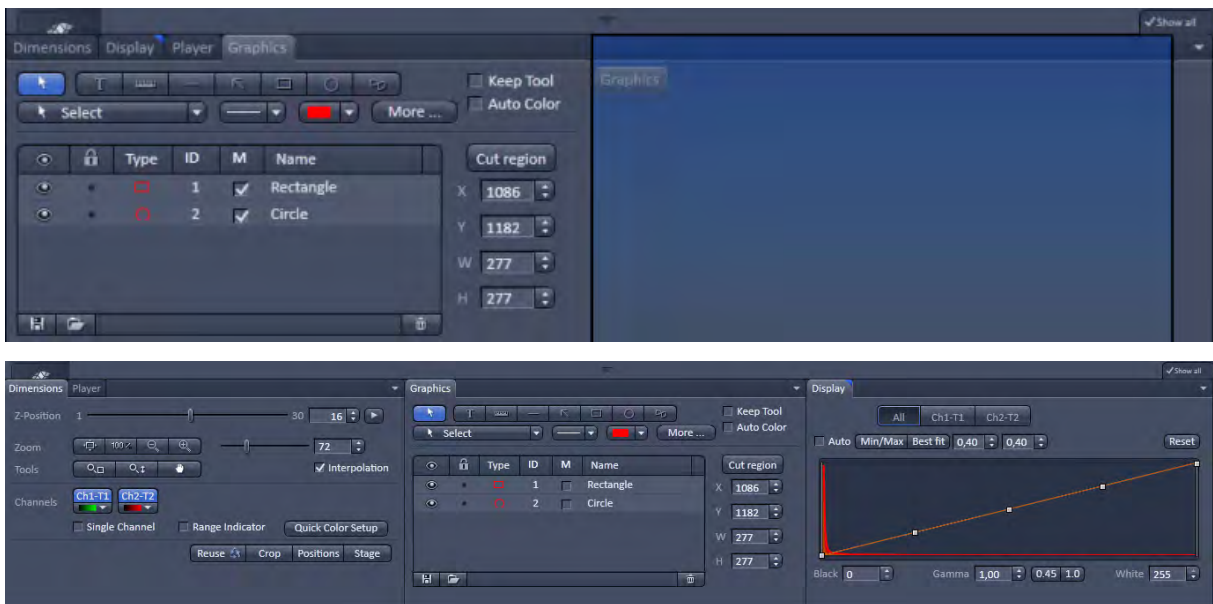 Show all
Dimensions Display Player Graphics
T Keep Tool
Select More ... Auto Color
Graphics
Type ID M Name Cut region
1 Rectangle X 1086
2 Circle Y 1182
W 277
H 277
Show all
Dimensions Player Graphics Display
Z-Position 1 30 16
T Keep Tool
Select More ... Auto Color
All Ch1-T1 Ch2-T2
Zoom 100% 72
Auto Min/Max Best fit 0,40 0,40 Reset
Tools Interpolation
Type ID M Name Cut region
Channels Ch1-T1 Ch2-T2
1 Rectangle X 1086
2 Circle Y 1182
Single Channel Range Indicator Quick Color Setup
W 277
Reuse Crop Positions Stage
H 277
Black 0 Gamma 1,00 0.45 1.0 White 255